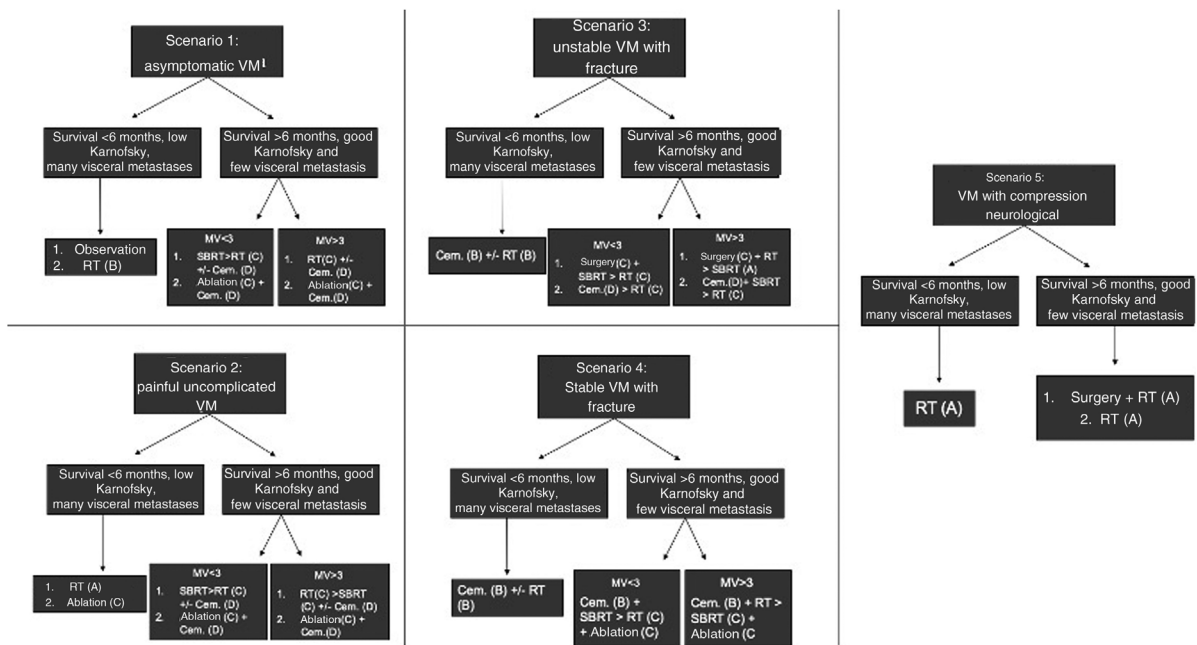 Scenario 1:
asymptomatic VM¹
Survival <6 months, low
Karnofsky,
many visceral metastases
Survival >6 months, good
Karnofsky and
few visceral metastasis
1. Observation
2. RT (B)
MV<3
1. SBRT>RT (C)
+/- Cem. (D)
2. Ablation (C) +
Cem. (D)
MV>3
1. RT(C) +/-
Cem. (D)
2. Ablation(C) +
Cem.(D)
Scenario 2:
painful uncomplicated
VM
Survival <6 months, low
Karnofsky,
many visceral metastases
Survival >6 months, good
Karnofsky and
few visceral metastasis
1. RT (A)
2. Ablation (C)
MV<3
1. SBRT>RT (C)
+/- Cem. (D)
2. Ablation (C) +
Cem. (D)
MV>3
1. RT(C) >SBRT
(C) +/- Cem. (D)
2. Ablation(C) +
Cem.(D)
Scenario 3:
unstable VM with
fracture
Survival <6 months, low
Karnofsky,
many visceral metastases
Survival >6 months, good
Karnofsky and
few visceral metastasis
Cem. (B) +/- RT (B)
MV<3
1. Surgery(C) +
SBRT > RT (C)
2. Cem.(D) > RT (C)
MV>3
1. Surgery(C) + RT
> SBRT (A)
2. Cem.(D)+ SBRT
> RT (C)
Scenario 4:
Stable VM with
fracture
Survival <6 months, low
Karnofsky,
many visceral metastases
Survival >6 months, good
Karnofsky and
few visceral metastasis
Cem. (B) +/- RT
(B)
MV<3
Cem. (B) +
SBRT > RT (C)
+ Ablation (C)
MV>3
Cem. (B) + RT >
SBRT (C) +
Ablation (C
Scenario 5:
VM with compression
neurological
Survival <6 months, low
Karnofsky,
many visceral metastases
Survival >6 months, good
Karnofsky and
few visceral metastasis
RT (A)
1. Surgery + RT (A)
2. RT (A)